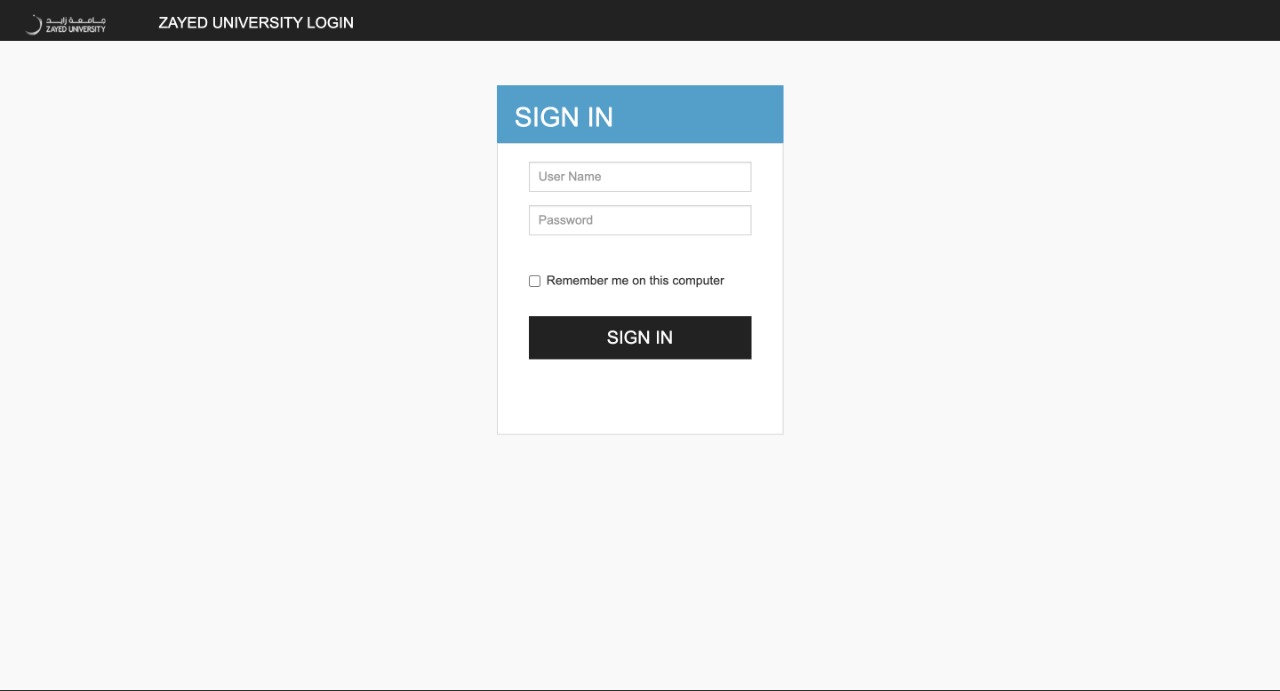 جامعة زايد
ZAYED UNIVERSITY
ZAYED UNIVERSITY LOGIN
SIGN IN
User Name
Password
Remember me on this computer
SIGN IN